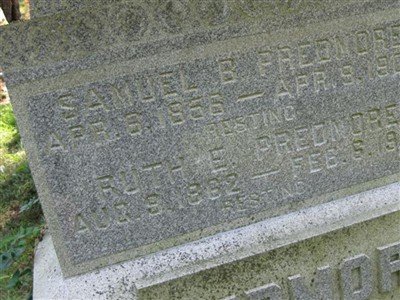 SAMUEL B PREDMORE
APR. 6, 1866 — APR. 9, 19
RESTING
RUTH E. PREDMORE
AUG 9, 1862 — FEB. 6, 19
RESTING